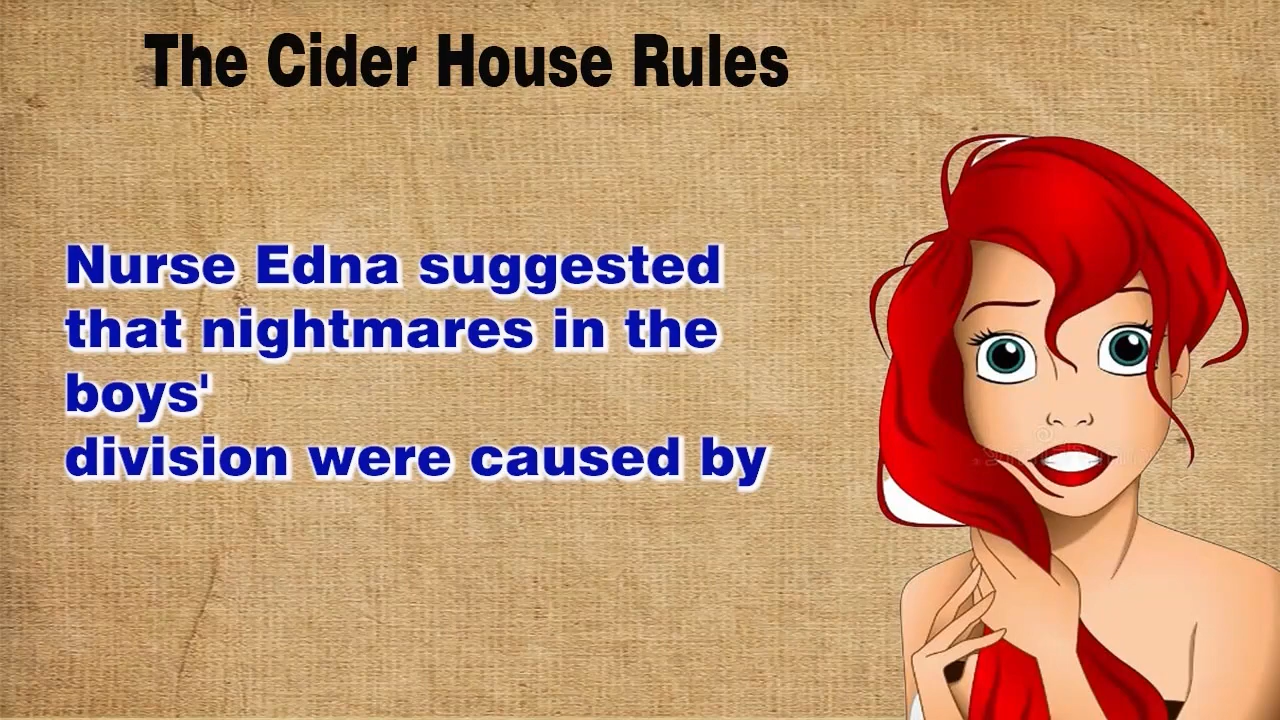 The Cider House Rules
Nurse Edna suggested
that nightmares in the
boys'
division were caused by